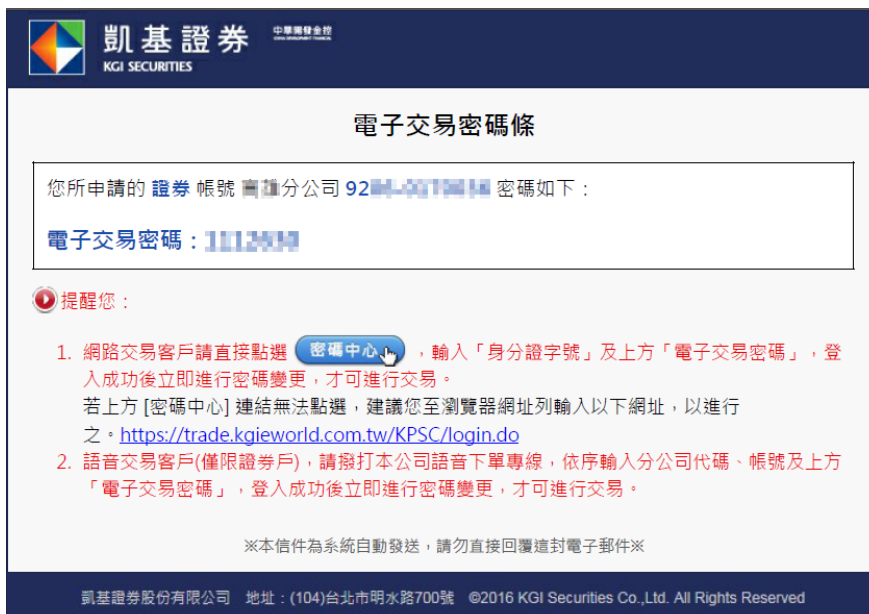 凱基證券 中華開發金控
KGI SECURITIES
電子交易密碼條
您所申請的 證券 帳號 分公司 92 密碼如下：
電子交易密碼：
提醒您：
1. 網路交易客戶請直接點選 密碼中心 ，輸入「身分證字號」及上方「電子交易密碼」，登
入成功後立即進行密碼變更，才可進行交易。
若上方 [密碼中心] 連結無法點選，建議您至瀏覽器網址列輸入以下網址，以進行
之。https://trade.kgieworld.com.tw/KPSC/login.do
2. 語音交易客戶(僅限證券戶)，請撥打本公司語音下單專線，依序輸入分公司代碼、帳號及上方
「電子交易密碼」，登入成功後立即進行密碼變更，才可進行交易。
※本信件為系統自動發送，請勿直接回覆這封電子郵件※
凱基證券股份有限公司 地址：(104)台北市明水路700號 ©2016 KGI Securities Co.,Ltd. All Rights Reserved